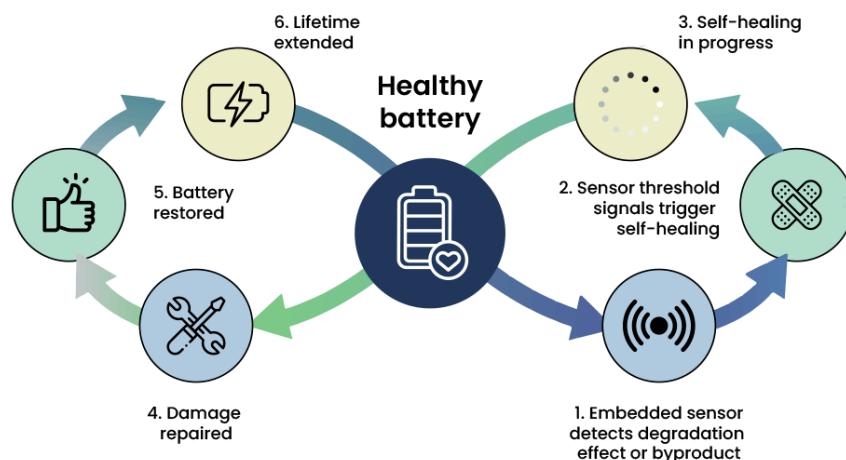 6. Lifetime
extended
3. Self-healing
in progress
Healthy
battery
5. Battery
restored
2. Sensor threshold
signals trigger
self-healing
4. Damage
repaired
1. Embedded sensor
detects degradation
effect or byproduct